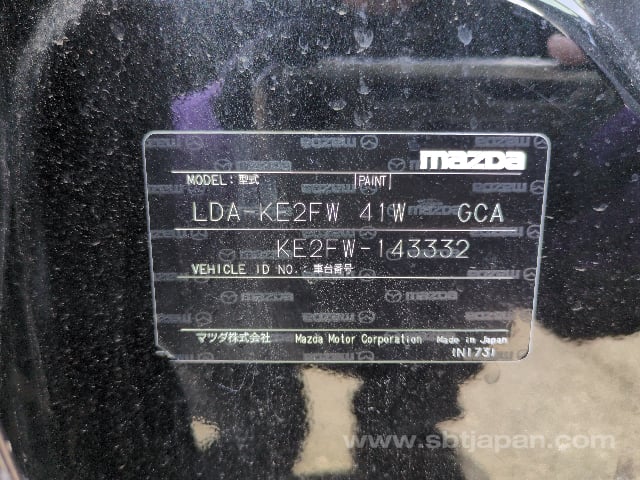 mazda
MODEL: 型式 PAINT
LDA-KE2FW 41W GCA
KE2FW-143332
VEHICLE ID NO.: 車台番号
マツダ株式会社 Mazda Motor Corporation Made in Japan
1N1731
www.sbtjapan.com